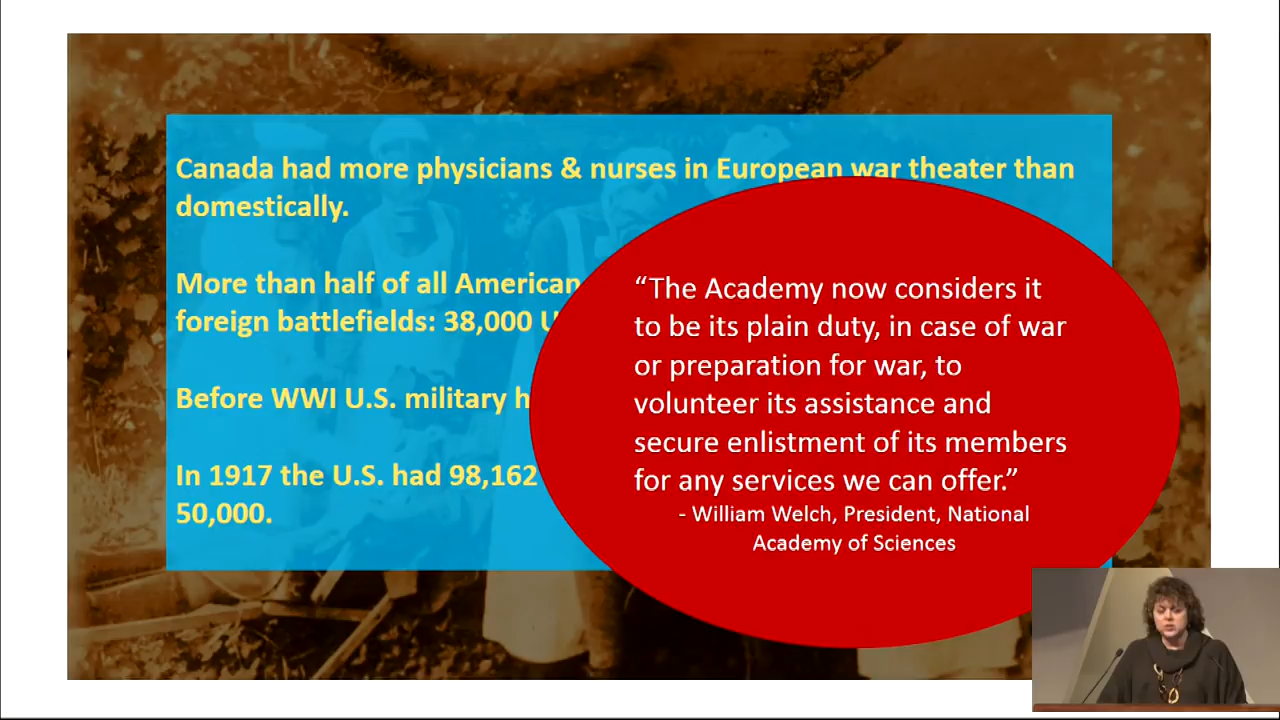 Canada had more physicians & nurses in European war theater than
domestically.
More than half of all American
foreign battlefields: 38,000
Before WWI U.S. military
In 1917 the U.S. had 98,162
50,000.
“The Academy now considers it
to be its plain duty, in case of war
or preparation for war, to
volunteer its assistance and
secure enlistment of its members
for any services we can offer.”
- William Welch, President, National
Academy of Sciences